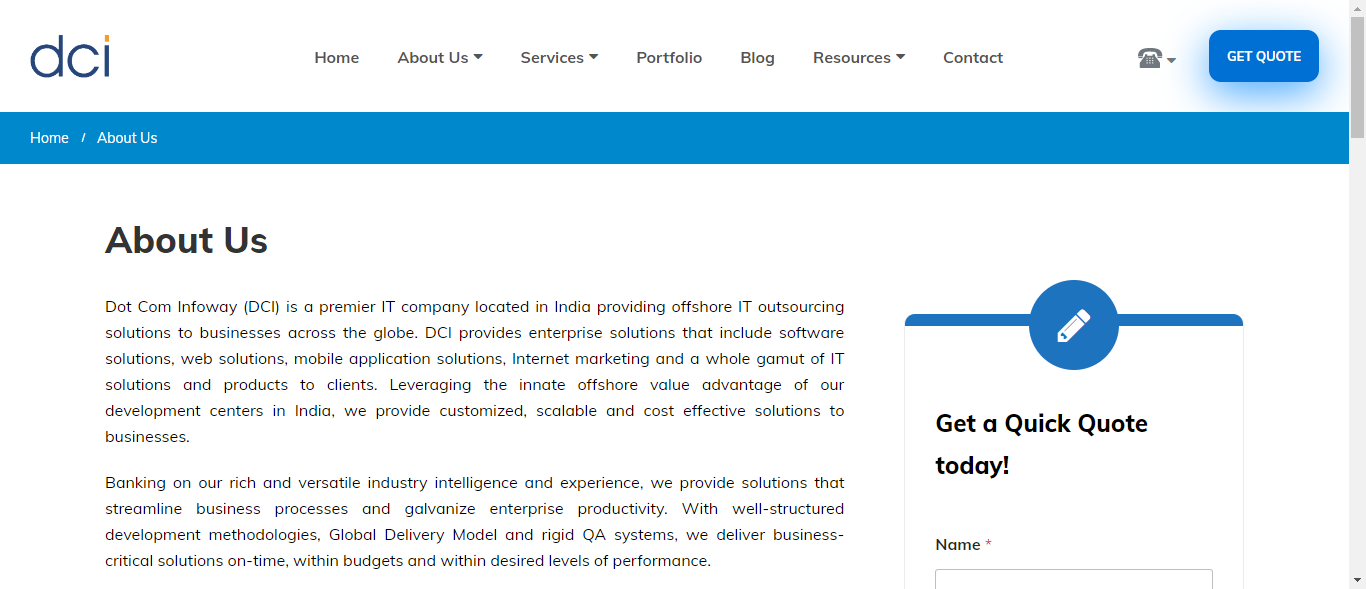 dci
Home About Us Services Portfolio Blog Resources Contact GET QUOTE
Home / About Us
About Us
Dot Com Infoway (DCI) is a premier IT company located in India providing offshore IT outsourcing
solutions to businesses across the globe. DCI provides enterprise solutions that include software
solutions, web solutions, mobile application solutions, Internet marketing and a whole gamut of IT
solutions and products to clients. Leveraging the innate offshore value advantage of our
development centers in India, we provide customized, scalable and cost effective solutions to
businesses.
Banking on our rich and versatile industry intelligence and experience, we provide solutions that
streamline business processes and galvanize enterprise productivity. With well-structured
development methodologies, Global Delivery Model and rigid QA systems, we deliver business-
critical solutions on-time, within budgets and within desired levels of performance.
Get a Quick Quote
today!
Name *